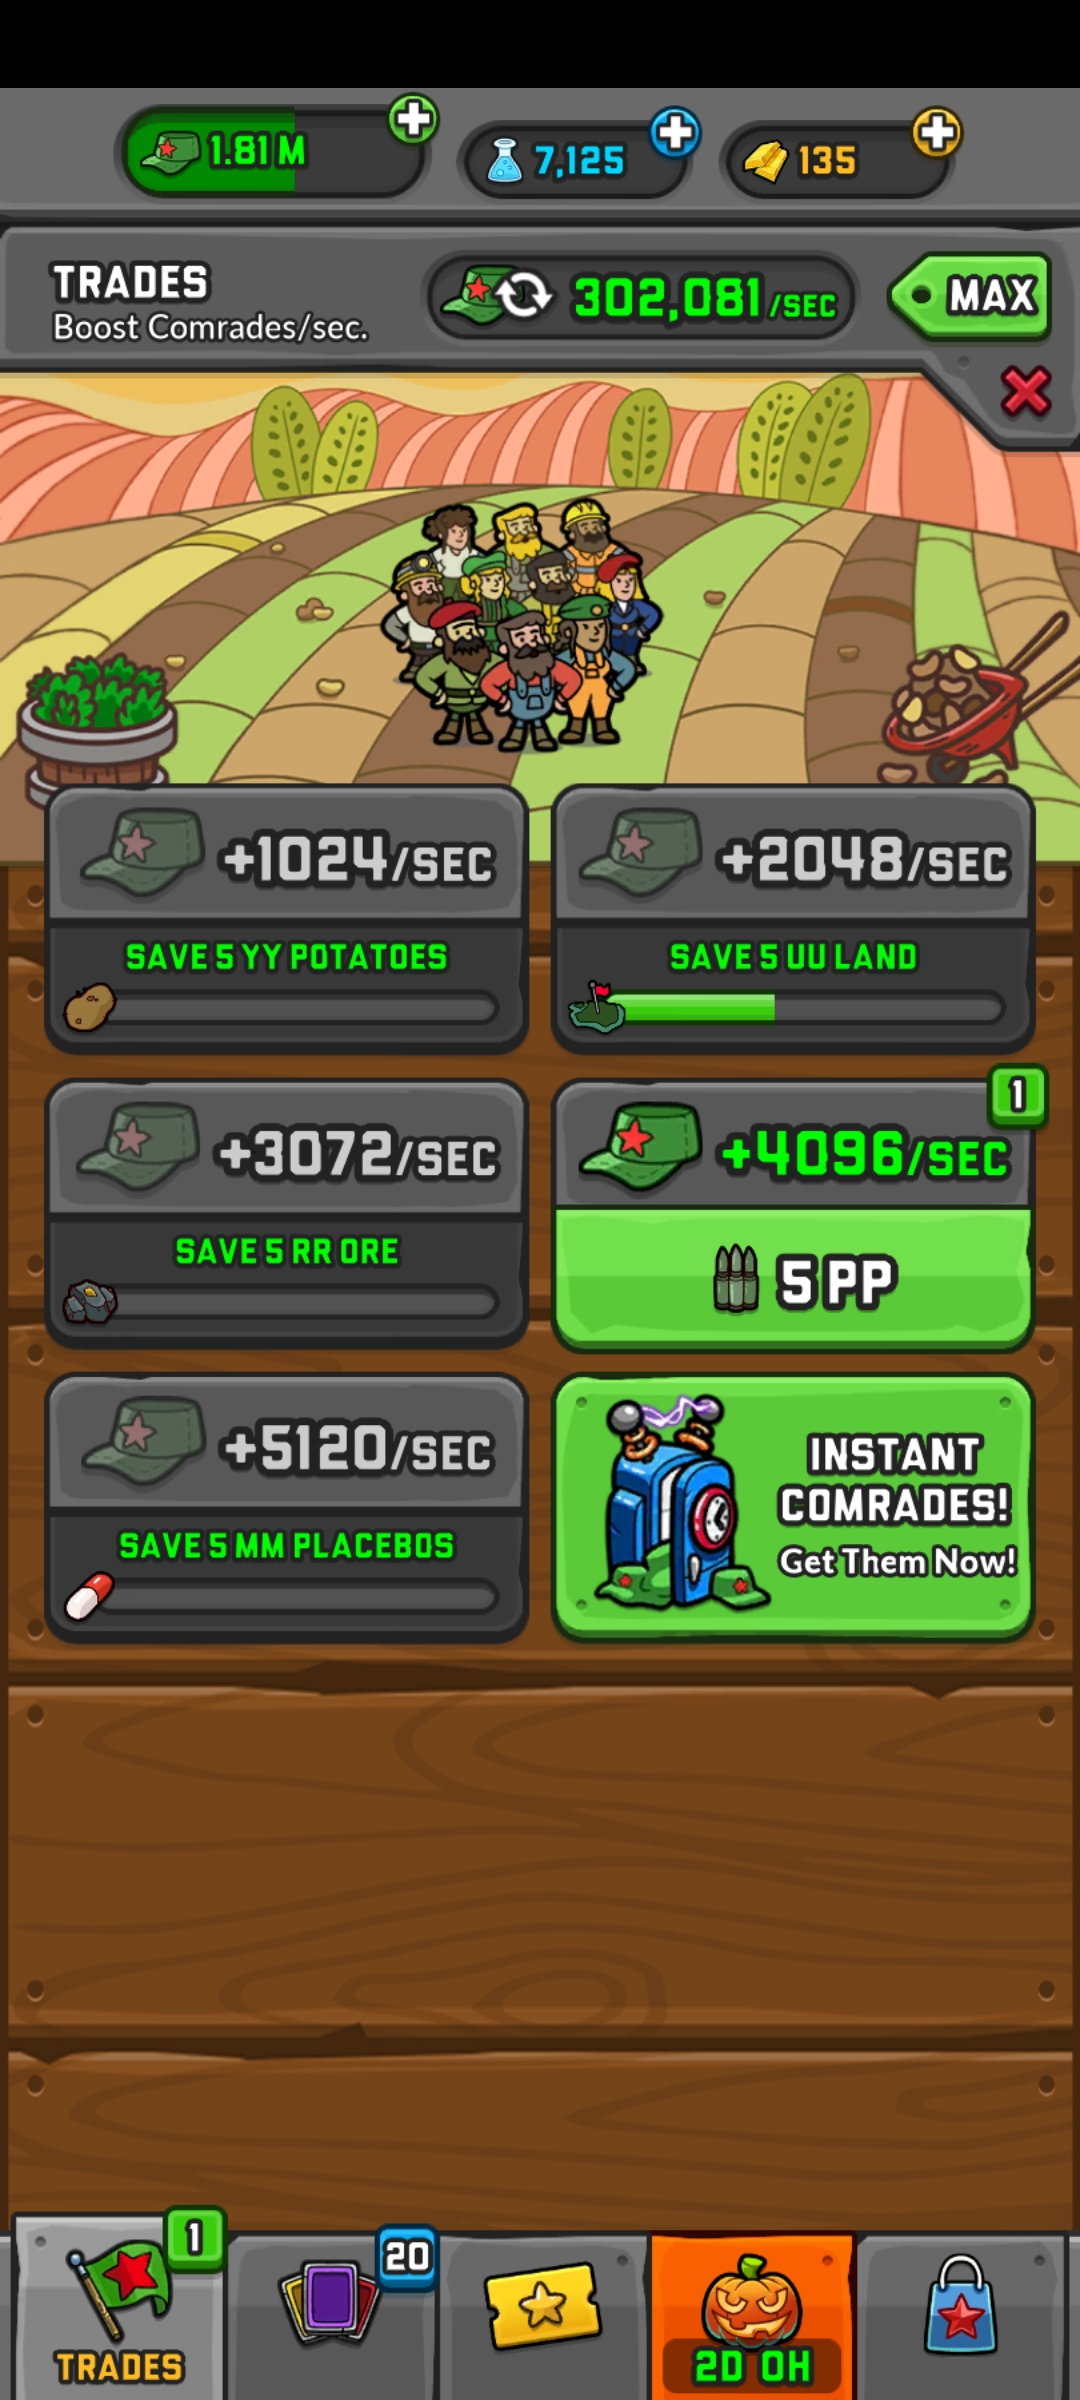 1.81 M
7,125
135
TRADES
Boost Comrades/sec.
302,081/SEC
MAX
+1024/SEC
+2048/SEC
SAVE 5 YY POTATOES
SAVE 5 UU LAND
1
+3072/SEC
+4096/SEC
SAVE 5 RR ORE
5 PP
+5120/SEC
INSTANT
COMRADES!
Get Them Now!
SAVE 5 MM PLACEBOS
1
20
TRADES
2D 0H